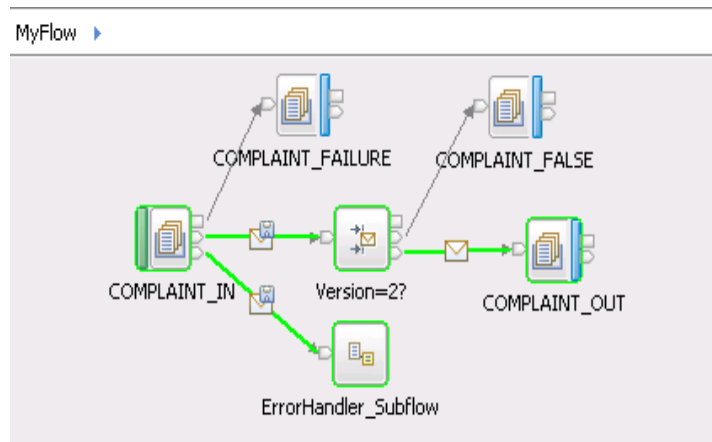 MyFlow
COMPLAINT_FAILURE
COMPLAINT_FALSE
COMPLAINT_IN
Version=2?
COMPLAINT_OUT
ErrorHandler_Subflow